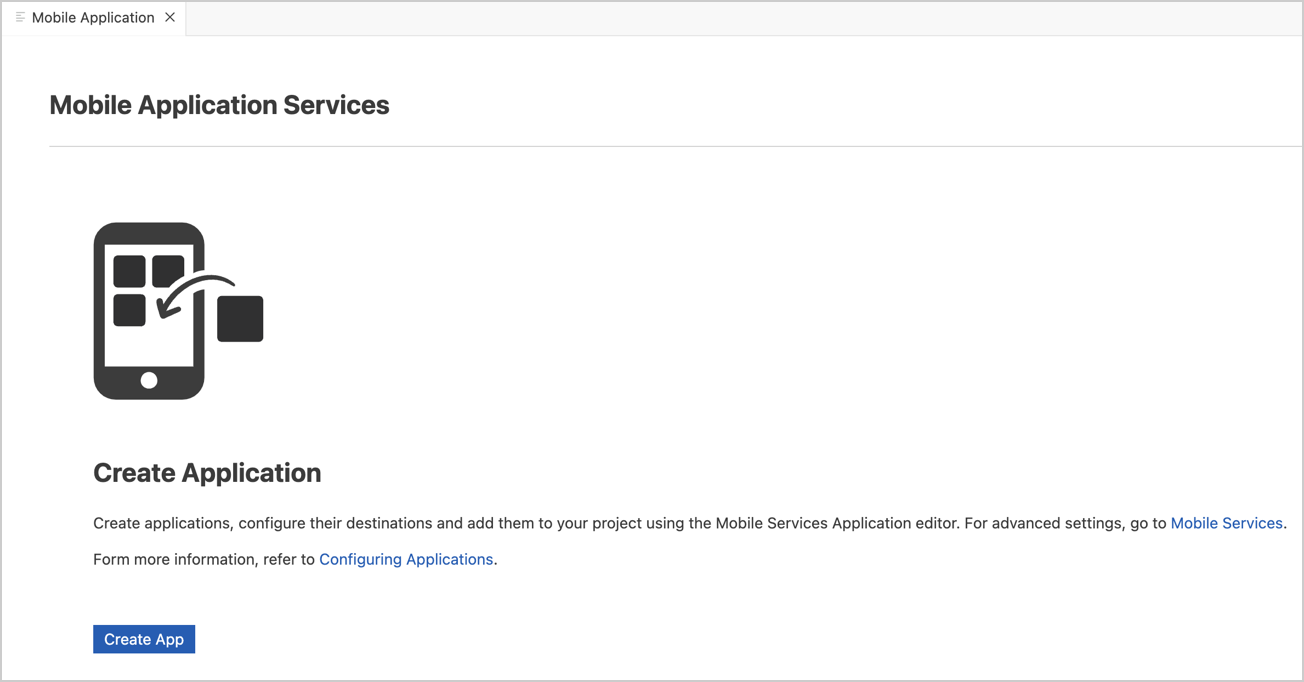 Mobile Application
Mobile Application Services
Create Application
Create applications, configure their destinations and add them to your project using the Mobile Services Application editor. For advanced settings, go to Mobile Services.
Form more information, refer to Configuring Applications.
Create App